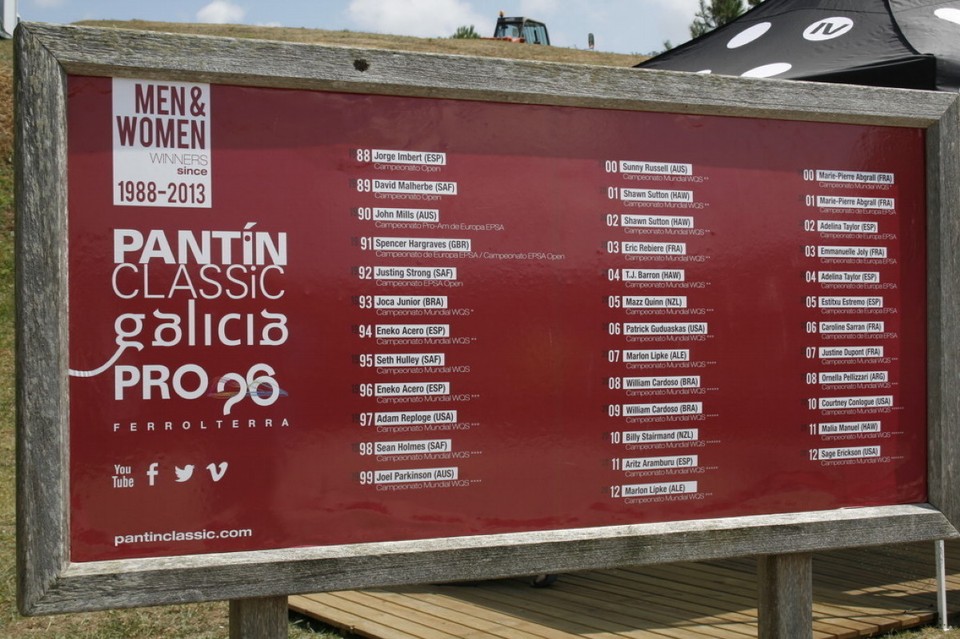 MEN &
WOMEN
WINNERS
since
1988-2013
PANTÍN
CLASSIC
galicia
PRO 26
FERROLTERRA
You
Tube
pantinclassic.com
88 Jorge Imbert (ESP)
Campeonato Open
89 David Malherbe (SAF)
Campeonato Open
90 John Mills (AUS)
Campeonato Pro-Am de Europa EPSA
91 Spencer Hargraves (GBR)
Campeonato de Europa EPSA / Campeonato EPSA Open
92 Justing Strong (SAF)
Campeonato EPSA Open
93 Joca Junior (BRA)
Campeonato Mundial WQS *
94 Eneko Acero (ESP)
Campeonato Mundial WQS **
95 Seth Hulley (SAF)
Campeonato Mundial WQS
96 Eneko Acero (ESP)
Campeonato Mundial WQS ***
97 Adam Reploge (USA)
Campeonato Mundial WQS ***
98 Sean Holmes (SAF)
Campeonato Mundial WQS ****
99 Joel Parkinson (AUS)
Campeonato Mundial WQS ****
00 Sunny Russell (AUS)
Campeonato Mundial WQS **
01 Shawn Sutton (HAW)
Campeonato Mundial WQS **
02 Shawn Sutton (HAW)
Campeonato Mundial WQS **
03 Eric Rebiere (FRA)
Campeonato Mundial WQS **
04 T.J. Barron (HAW)
Campeonato Mundial WQS **
05 Mazz Quinn (NZL)
Campeonato Mundial WQS ***
06 Patrick Guduaskas (USA)
Campeonato Mundial WQS ***
07 Marlon Lipke (ALE)
Campeonato Mundial WQS ****
08 William Cardoso (BRA)
Campeonato Mundial WQS ****
09 William Cardoso (BRA)
Campeonato Mundial WQS *****
10 Billy Stairmand (NZL)
Campeonato Mundial WQS *****
11 Aritz Aramburu (ESP)
Campeonato Mundial WQS ****
12 Marlon Lipke (ALE)
Campeonato Mundial WQS ***
00 Marie-Pierre Abgrall (FRA)
Campeonato Mundial WQS *
01 Marie-Pierre Abgrall (FRA)
Campeonato de Europa EPSA
02 Adelina Taylor (ESP)
Campeonato de Europa EPSA
03 Emmanuelle Joly (FRA)
Campeonato de Europa EPSA
04 Adelina Taylor (ESP)
Campeonato de Europa EPSA
05 Estitxu Estremo (ESP)
Campeonato de Europa EPSA
06 Caroline Sarran (FRA)
Campeonato de Europa EPSA
07 Justine Dupont (FRA)
Campeonato Mundial WQS ***
08 Ornella Pellizzari (ARG)
Campeonato Mundial WQS ***
10 Courtney Conlogue (USA)
Campeonato Mundial WQS
11 Malia Manuel (HAW)
Campeonato Mundial WQS
12 Sage Erickson (USA)
Campeonato Mundial WQS